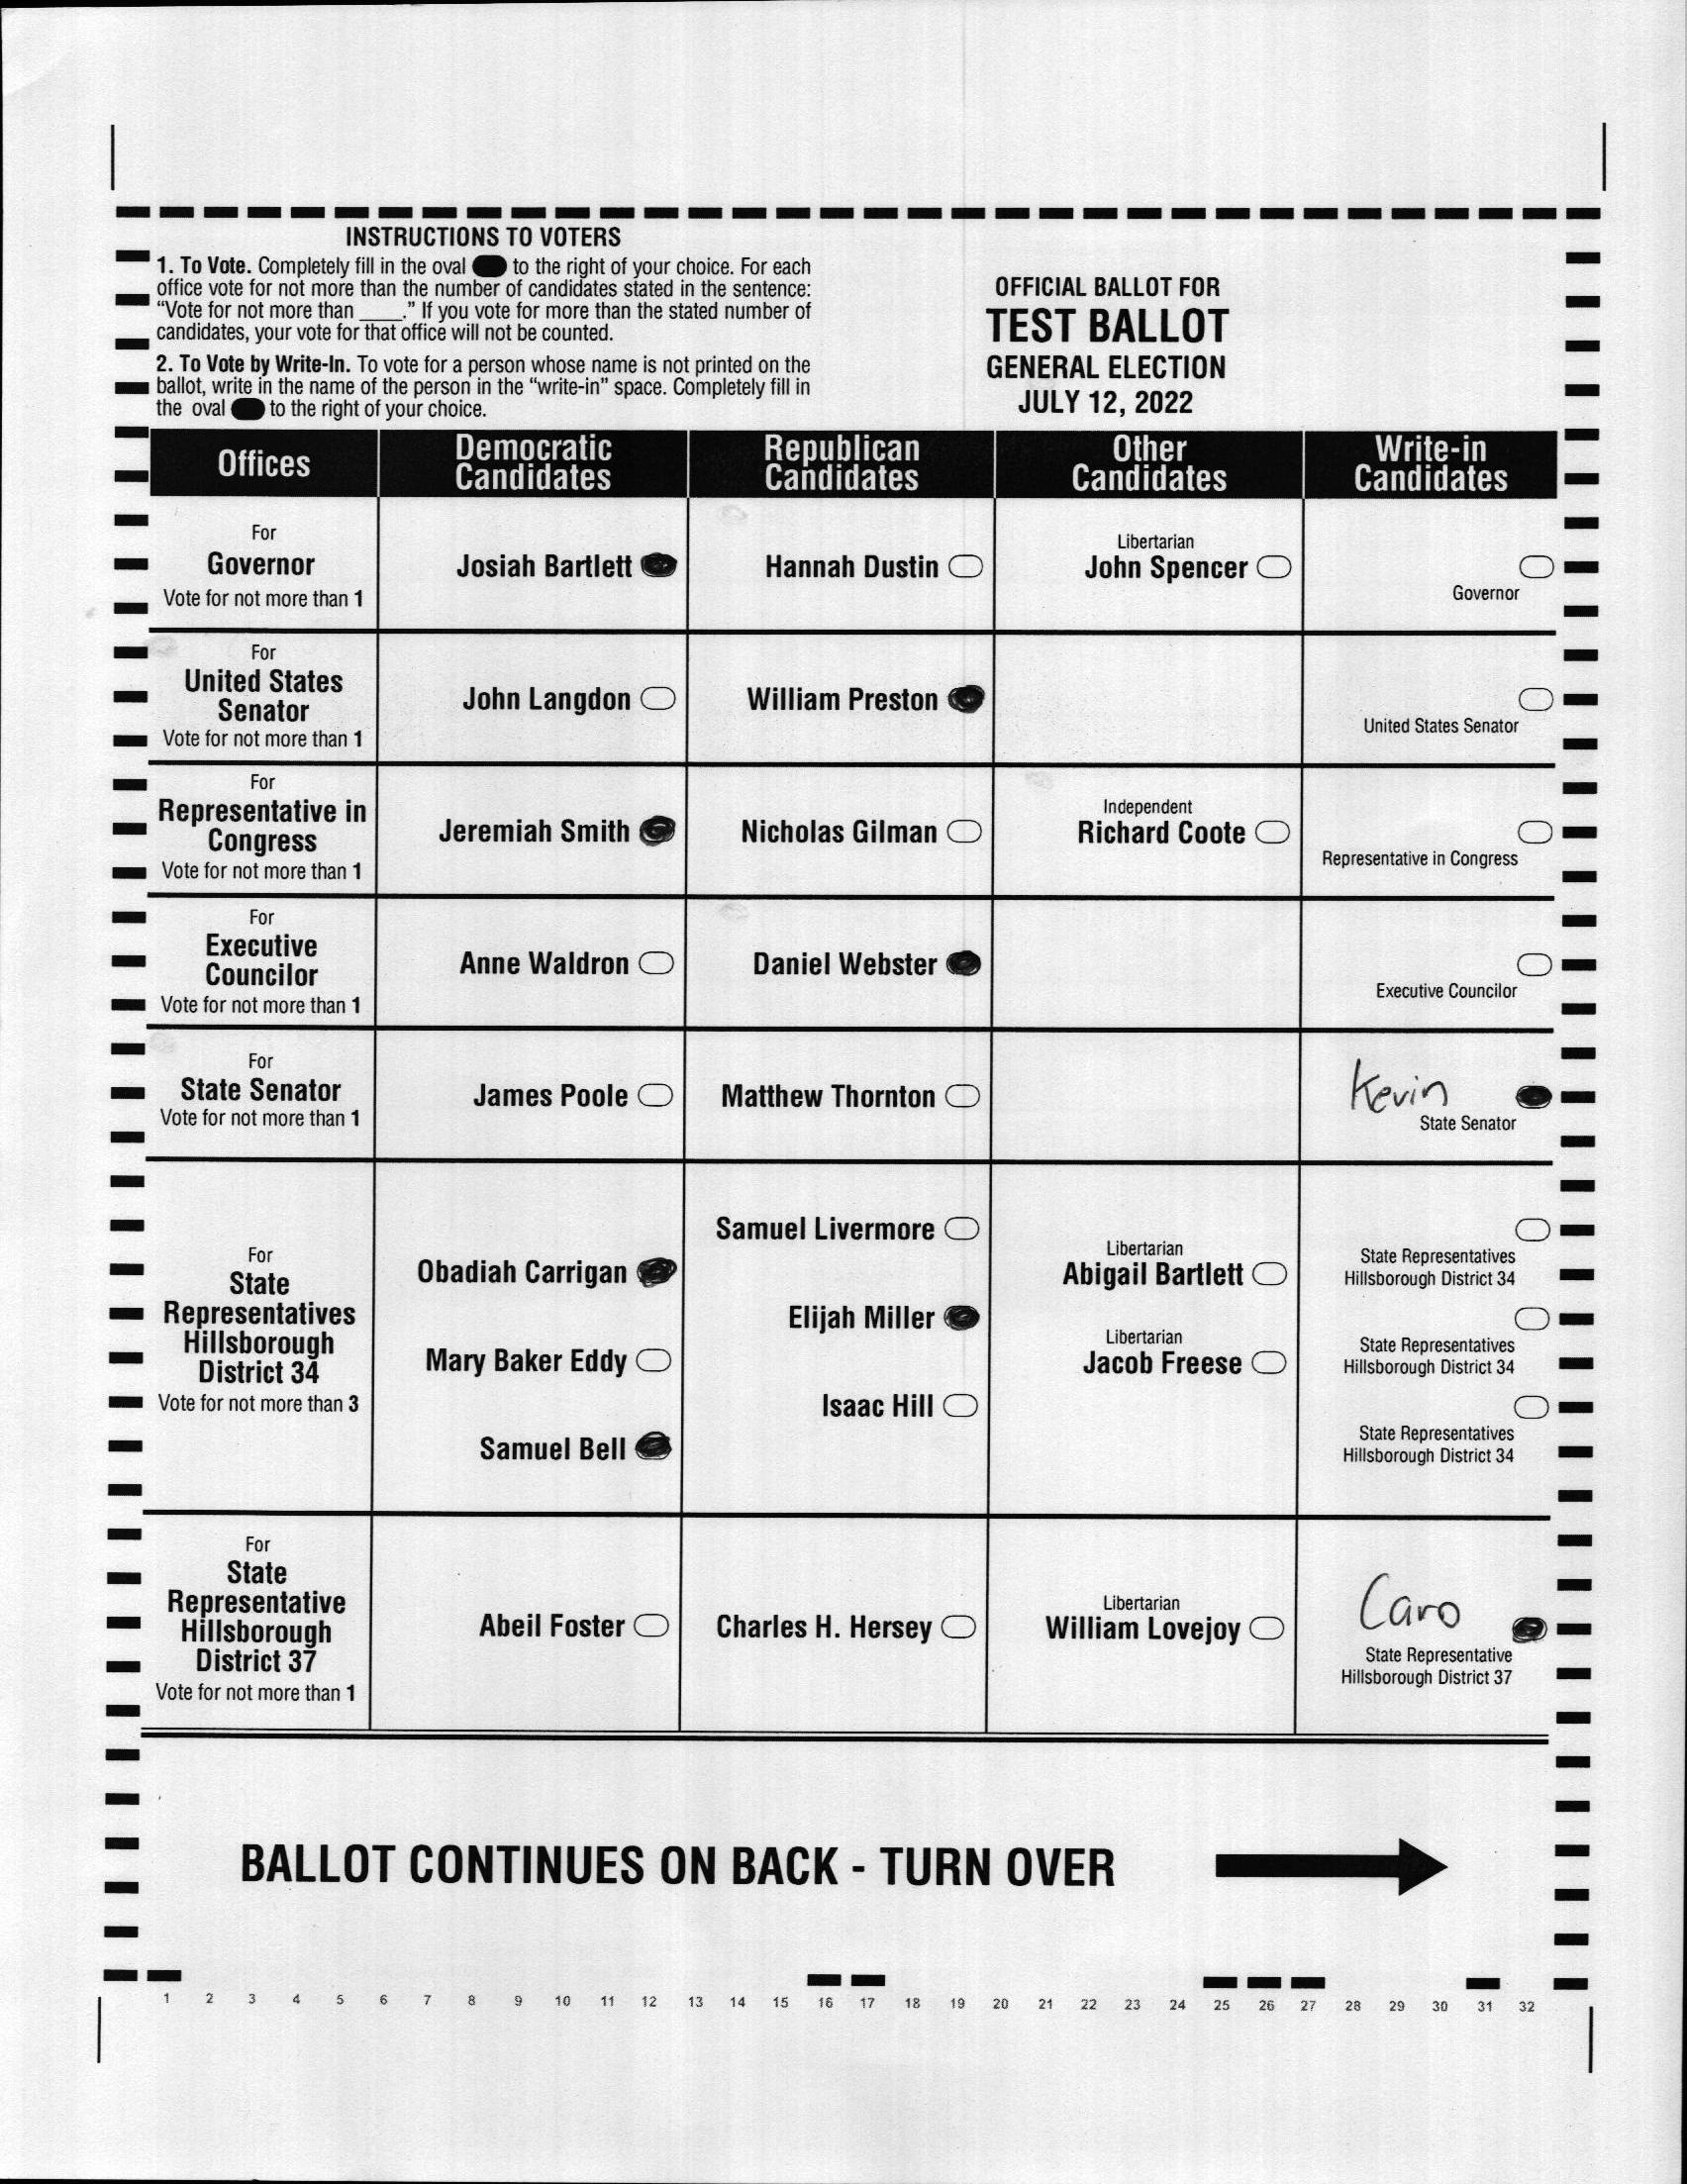 INSTRUCTIONS TO VOTERS
1. To Vote. Completely fill in the oval to the right of your choice. For each
office vote for not more than the number of candidates stated in the sentence:
“Vote for not more than ____.” If you vote for more than the stated number of
candidates, your vote for that office will not be counted.
2. To Vote by Write-In. To vote for a person whose name is not printed on the
ballot, write in the name of the person in the “write-in” space. Completely fill in
the oval to the right of your choice.
OFFICIAL BALLOT FOR
TEST BALLOT
GENERAL ELECTION
JULY 12, 2022
Offices
Democratic
Candidates
Republican
Candidates
Other
Candidates
Write-in
Candidates
For
Governor
Vote for not more than 1
Josiah Bartlett
Hannah Dustin
Libertarian
John Spencer
Governor
For
United States
Senator
Vote for not more than 1
John Langdon
William Preston
United States Senator
For
Representative in
Congress
Vote for not more than 1
Jeremiah Smith
Nicholas Gilman
Independent
Richard Coote
Representative in Congress
For
Executive
Councilor
Vote for not more than 1
Anne Waldron
Daniel Webster
Executive Councilor
For
State Senator
Vote for not more than 1
James Poole
Matthew Thornton
Kevin
State Senator
For
State
Representatives
Hillsborough
District 34
Vote for not more than 3
Obadiah Carrigan
Mary Baker Eddy
Samuel Bell
Samuel Livermore
Elijah Miller
Isaac Hill
Libertarian
Abigail Bartlett
Libertarian
Jacob Freese
State Representatives
Hillsborough District 34
State Representatives
Hillsborough District 34
State Representatives
Hillsborough District 34
For
State
Representative
Hillsborough
District 37
Vote for not more than 1
Abeil Foster
Charles H. Hersey
Libertarian
William Lovejoy
Caro
State Representative
Hillsborough District 37
BALLOT CONTINUES ON BACK - TURN OVER
1 2 3 4 5 6 7 8 9 10 11 12 13 14 15 16 17 18 19 20 21 22 23 24 25 26 27 28 29 30 31 32